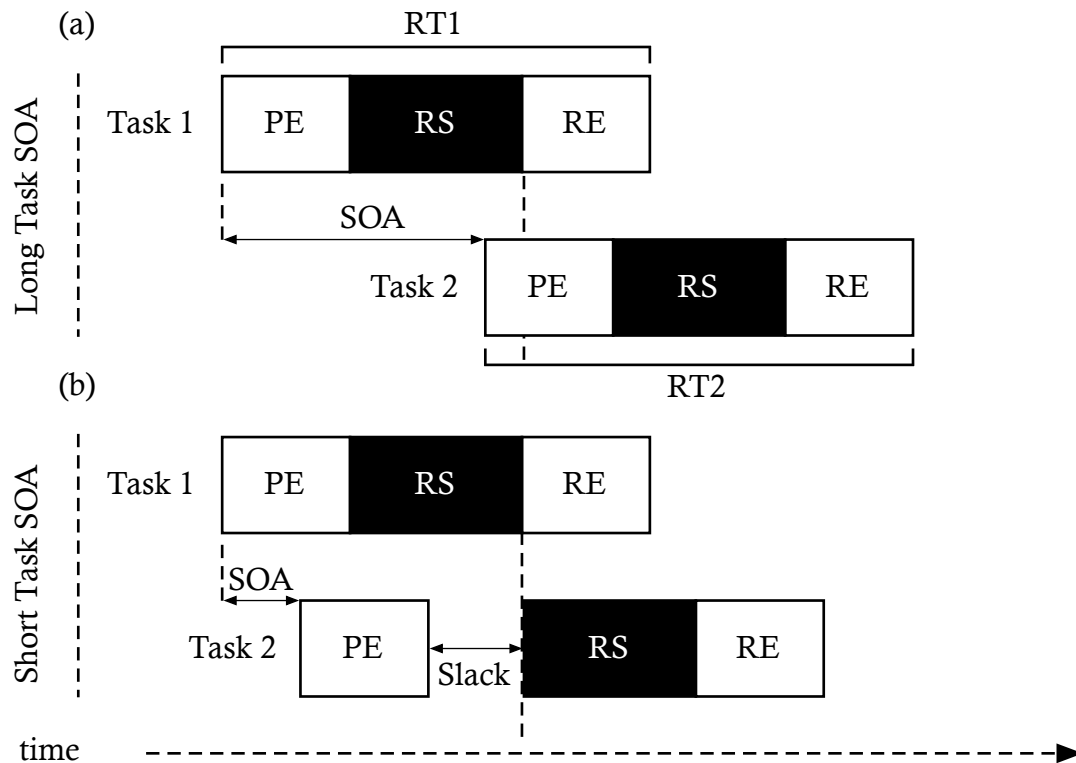 (a)
RT1
Long Task SOA
Task 1 PE RS RE
SOA
Task 2 PE RS RE
RT2
(b)
Short Task SOA
Task 1 PE RS RE
SOA
Task 2 PE RS RE
Slack
time